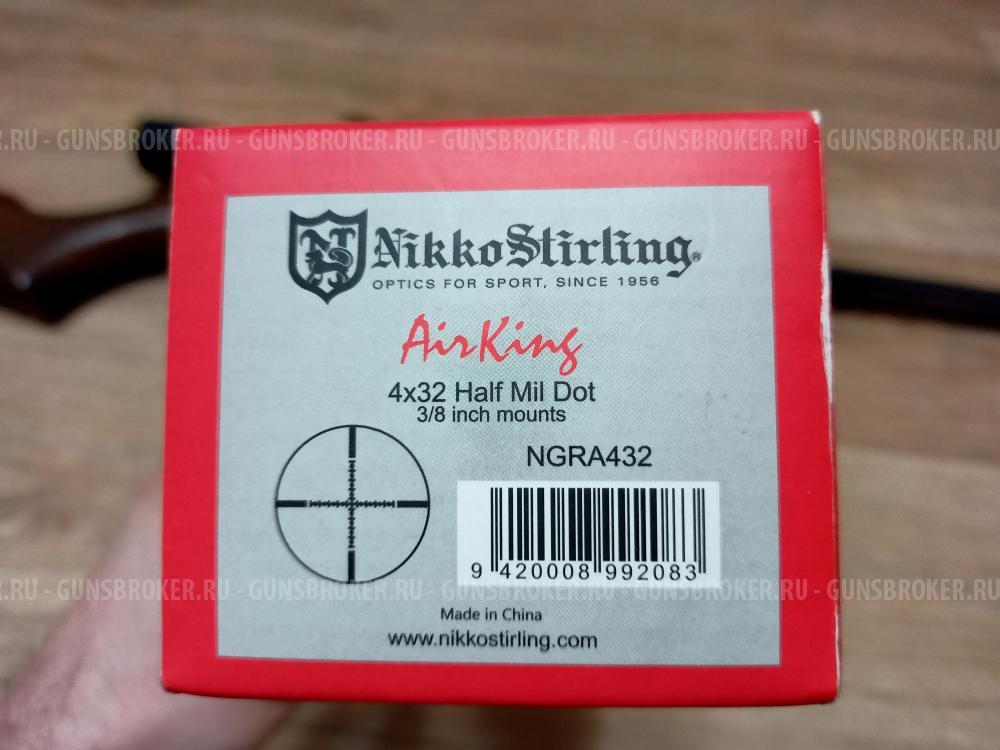 .RU - GUNSBROKER.RU - GUNSBROKER.RU - GUNSBROKER.RU - GUNSBROKER.RU - GUNSBROKER.RU -
NikkoStirling®
OPTICS FOR SPORT, SINCE 1956
AirKing
4x32 Half Mil Dot
3/8 inch mounts
NGRA432
9 420008 992083
.RU - GUNSBROKER.RU - GUNSBROKER.RU - GUNSBROKER.RU - GUNSBROKER.RU - GUNSBROKER.RU -
Made in China
www.nikkostirling.com